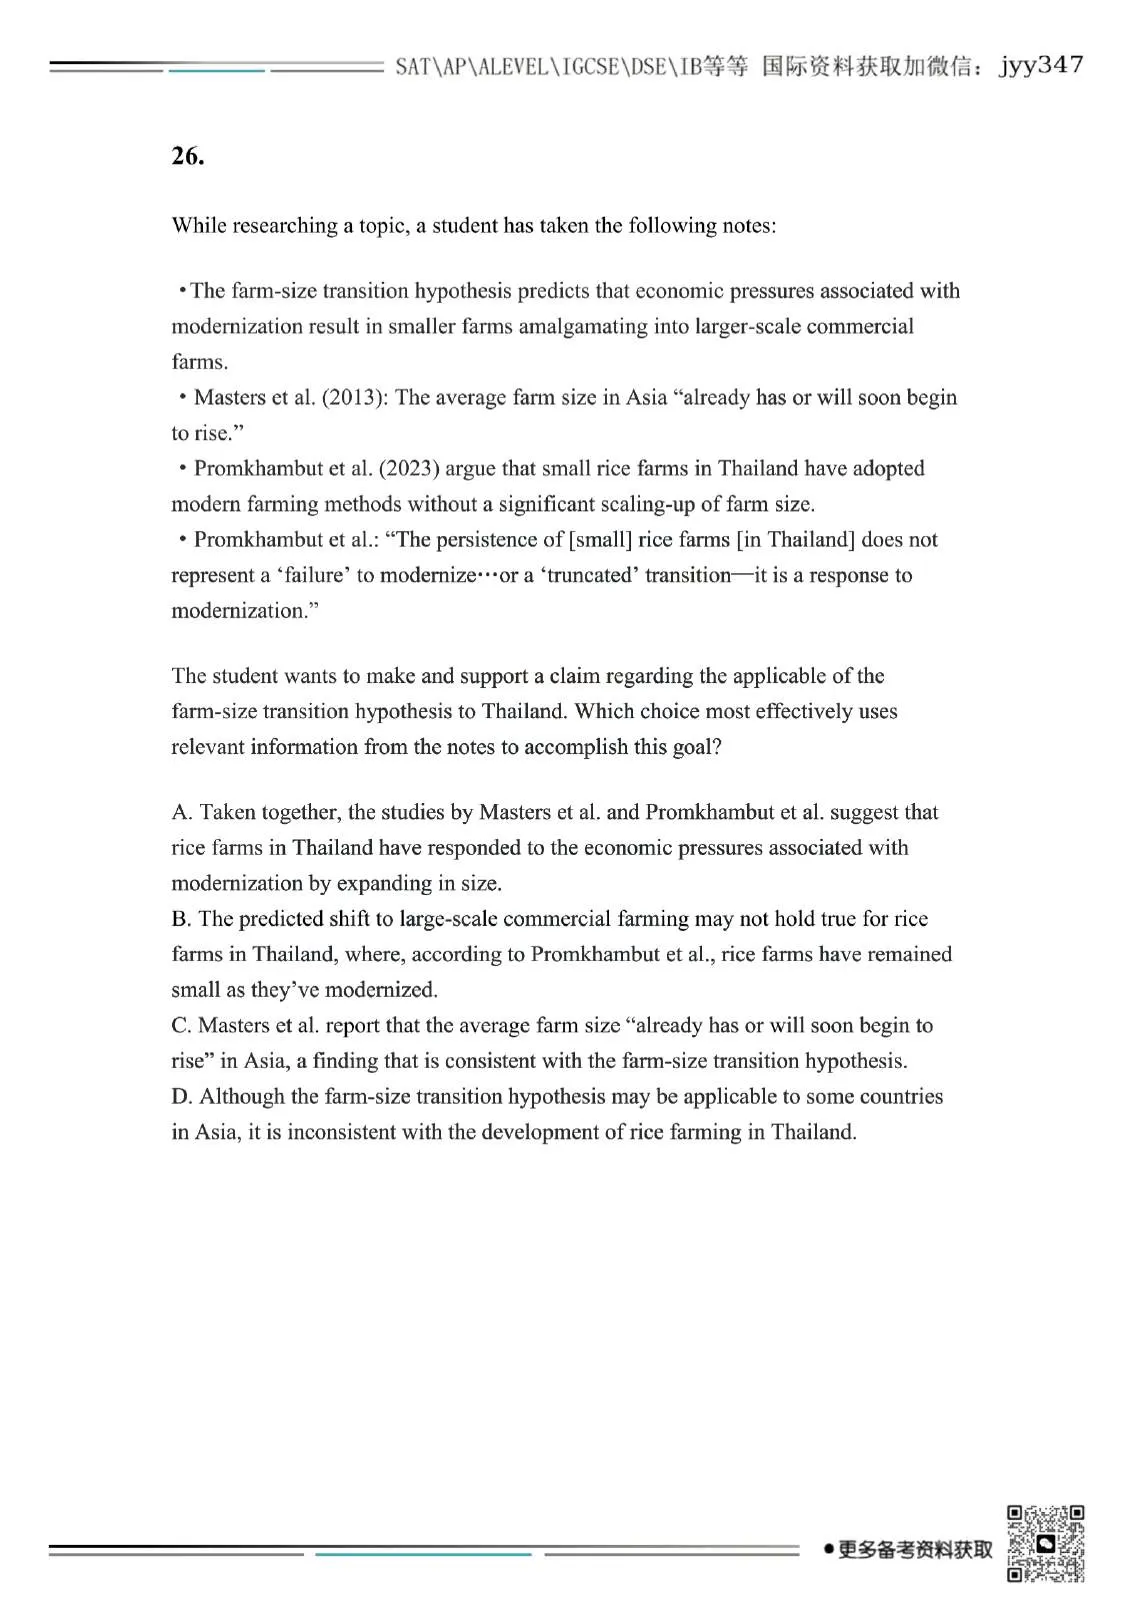 SAT\AP\ALEVEL\IGCSE\DSE\IB等等 国际资料获取加微信：jyy347
26.
While researching a topic, a student has taken the following notes:
•The farm-size transition hypothesis predicts that economic pressures associated with
modernization result in smaller farms amalgamating into larger-scale commercial
farms.
• Masters et al. (2013): The average farm size in Asia “already has or will soon begin
to rise.”
• Promkhambut et al. (2023) argue that small rice farms in Thailand have adopted
modern farming methods without a significant scaling-up of farm size.
• Promkhambut et al.: “The persistence of [small] rice farms [in Thailand] does not
represent a ‘failure’ to modernize⋯or a ‘truncated’ transition—it is a response to
modernization.”
The student wants to make and support a claim regarding the applicable of the
farm-size transition hypothesis to Thailand. Which choice most effectively uses
relevant information from the notes to accomplish this goal?
A. Taken together, the studies by Masters et al. and Promkhambut et al. suggest that
rice farms in Thailand have responded to the economic pressures associated with
modernization by expanding in size.
B. The predicted shift to large-scale commercial farming may not hold true for rice
farms in Thailand, where, according to Promkhambut et al., rice farms have remained
small as they’ve modernized.
C. Masters et al. report that the average farm size “already has or will soon begin to
rise” in Asia, a finding that is consistent with the farm-size transition hypothesis.
D. Although the farm-size transition hypothesis may be applicable to some countries
in Asia, it is inconsistent with the development of rice farming in Thailand.
●更多备考资料获取